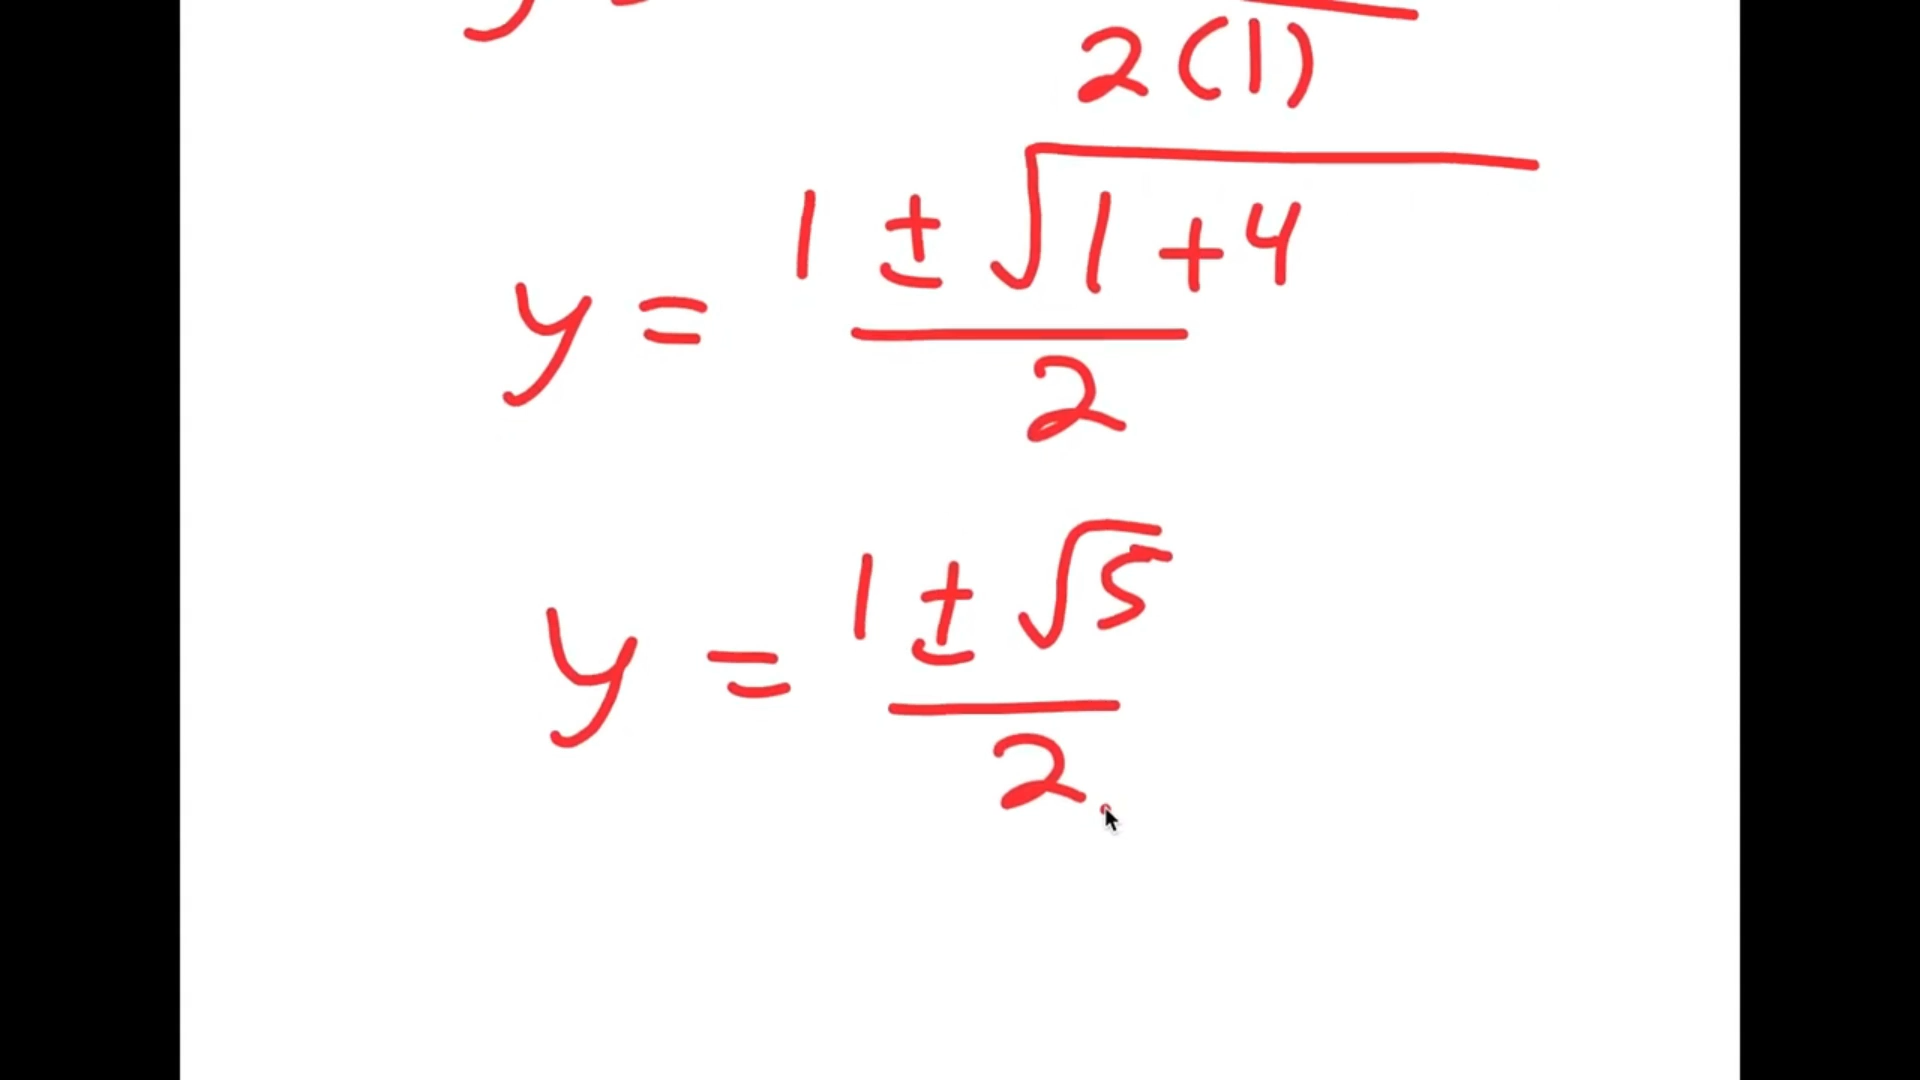 y =
2(1)
y = 1 ± √1 + 4
2
y = 1 ± √5
2